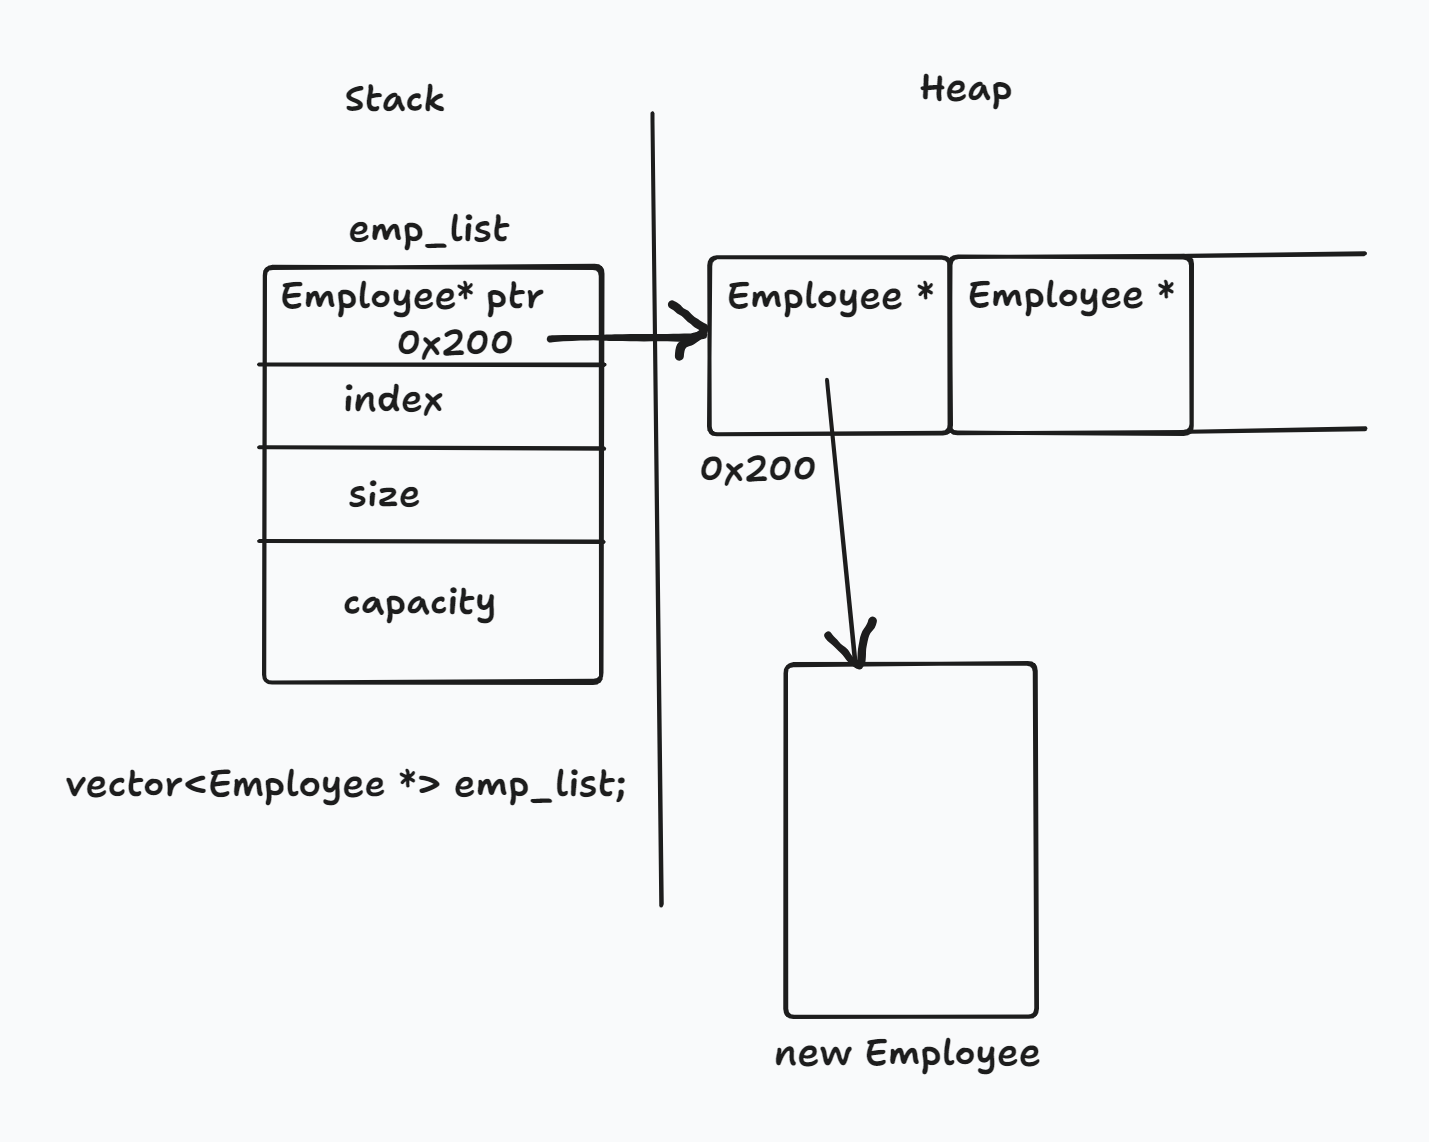 Stack
Heap
emp_list
Employee* ptr
0x200
index
size
capacity
vector<Employee *> emp_list;
Employee *
Employee *
0x200
new Employee